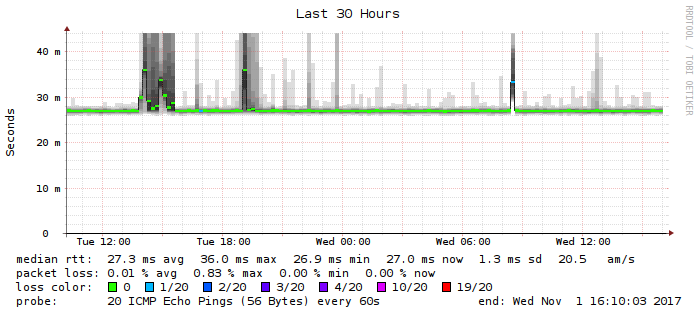 Last 30 Hours
RRDTOOL / TOBI OETIKER
Seconds
40 m
30 m
20 m
10 m
0
Tue 12:00 Tue 18:00 Wed 00:00 Wed 06:00 Wed 12:00
median rtt: 27.3 ms avg 36.0 ms max 26.9 ms min 27.0 ms now 1.3 ms sd 20.5 am/s
packet loss: 0.01 % avg 0.83 % max 0.00 % min 0.00 % now
loss color: 0 1/20 2/20 3/20 4/20 10/20 19/20
probe: 20 ICMP Echo Pings (56 Bytes) every 60s end: Wed Nov 1 16:10:03 2017